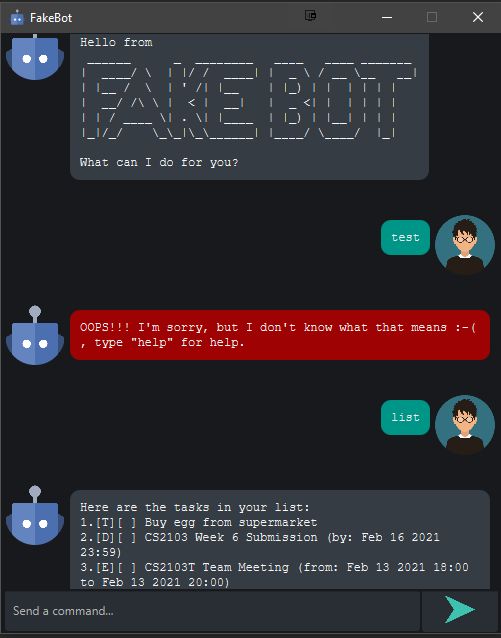 FakeBot
Hello from
FAKE BOT
What can I do for you?
test
OOPS!!! I'm sorry, but I don't know what that means :-(
, type "help" for help.
list
Here are the tasks in your list:
1.[T][ ] Buy egg from supermarket
2.[D][ ] CS2103 Week 6 Submission (by: Feb 16 2021
23:59)
3.[E][ ] CS2103T Team Meeting (from: Feb 13 2021 18:00
to Feb 13 2021 20:00)
Send a command...